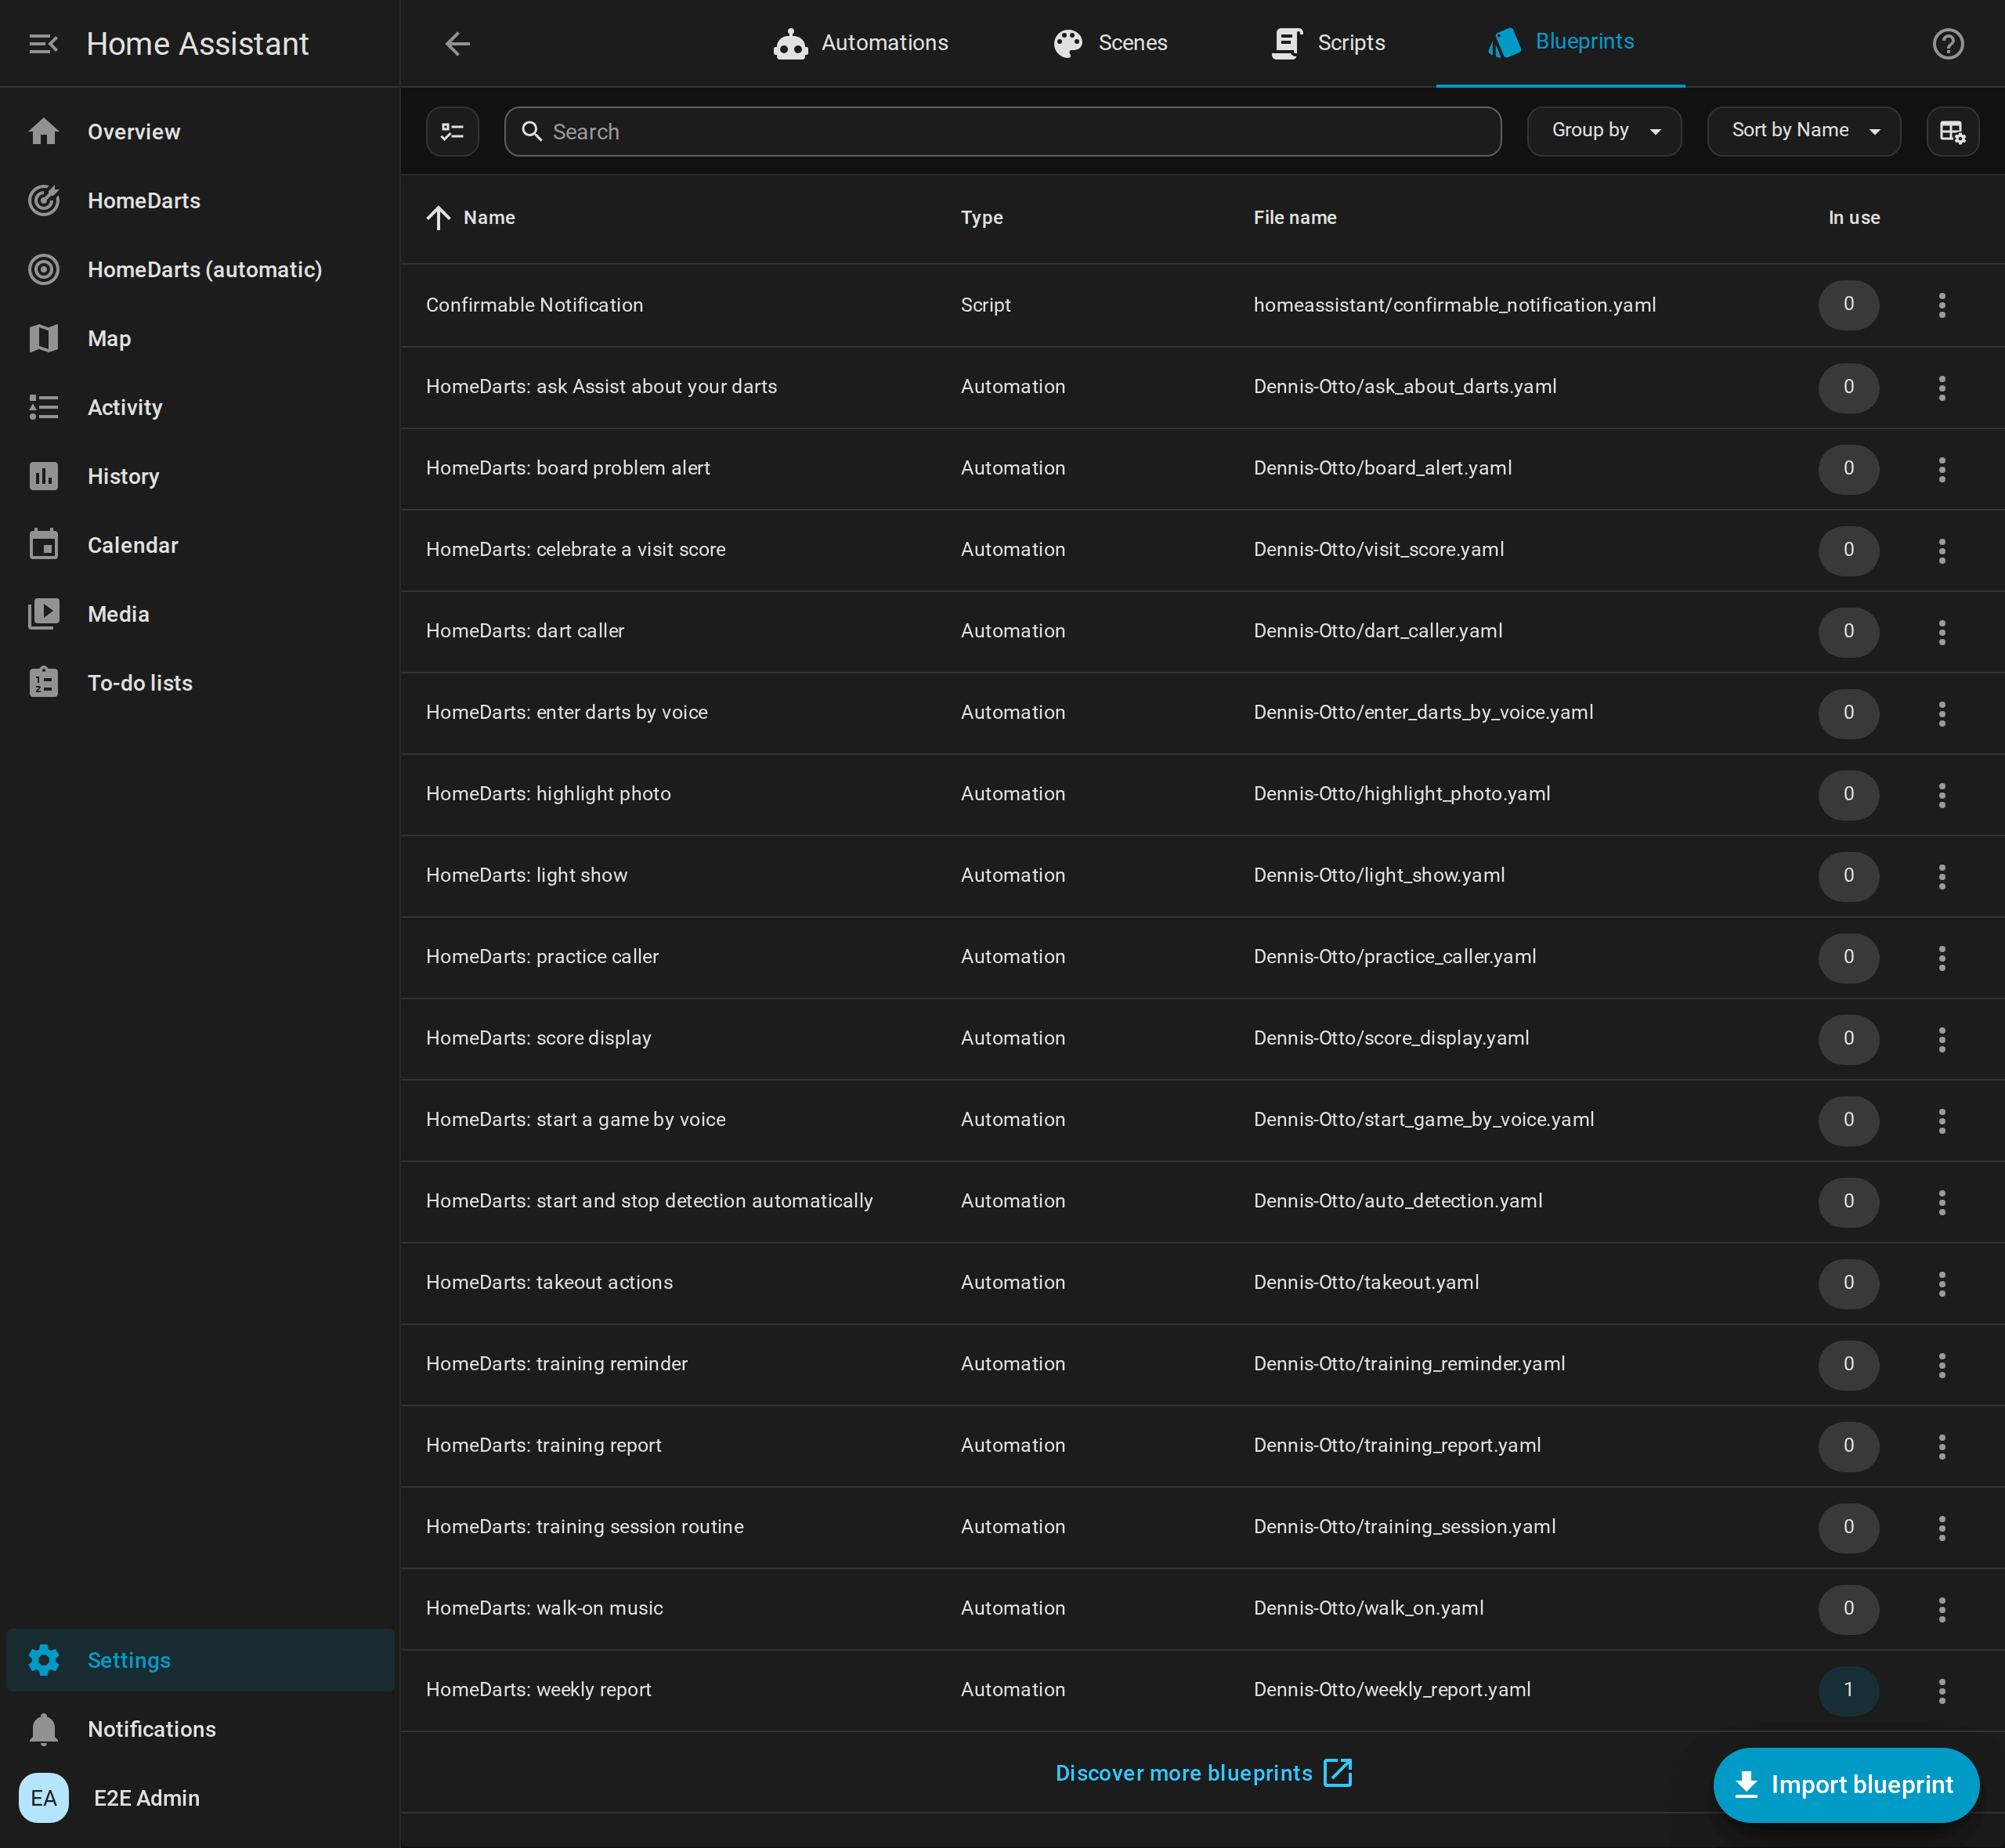 Home Assistant
Automations
Scenes
Scripts
Blueprints
Overview
HomeDarts
HomeDarts (automatic)
Map
Activity
History
Calendar
Media
To-do lists
Settings
Notifications
EA E2E Admin
Search
Group by
Sort by Name
Name Type File name In use
Confirmable Notification Script homeassistant/confirmable_notification.yaml 0
HomeDarts: ask Assist about your darts Automation Dennis-Otto/ask_about_darts.yaml 0
HomeDarts: board problem alert Automation Dennis-Otto/board_alert.yaml 0
HomeDarts: celebrate a visit score Automation Dennis-Otto/visit_score.yaml 0
HomeDarts: dart caller Automation Dennis-Otto/dart_caller.yaml 0
HomeDarts: enter darts by voice Automation Dennis-Otto/enter_darts_by_voice.yaml 0
HomeDarts: highlight photo Automation Dennis-Otto/highlight_photo.yaml 0
HomeDarts: light show Automation Dennis-Otto/light_show.yaml 0
HomeDarts: practice caller Automation Dennis-Otto/practice_caller.yaml 0
HomeDarts: score display Automation Dennis-Otto/score_display.yaml 0
HomeDarts: start a game by voice Automation Dennis-Otto/start_game_by_voice.yaml 0
HomeDarts: start and stop detection automatically Automation Dennis-Otto/auto_detection.yaml 0
HomeDarts: takeout actions Automation Dennis-Otto/takeout.yaml 0
HomeDarts: training reminder Automation Dennis-Otto/training_reminder.yaml 0
HomeDarts: training report Automation Dennis-Otto/training_report.yaml 0
HomeDarts: training session routine Automation Dennis-Otto/training_session.yaml 0
HomeDarts: walk-on music Automation Dennis-Otto/walk_on.yaml 0
HomeDarts: weekly report Automation Dennis-Otto/weekly_report.yaml 1
Discover more blueprints
Import blueprint